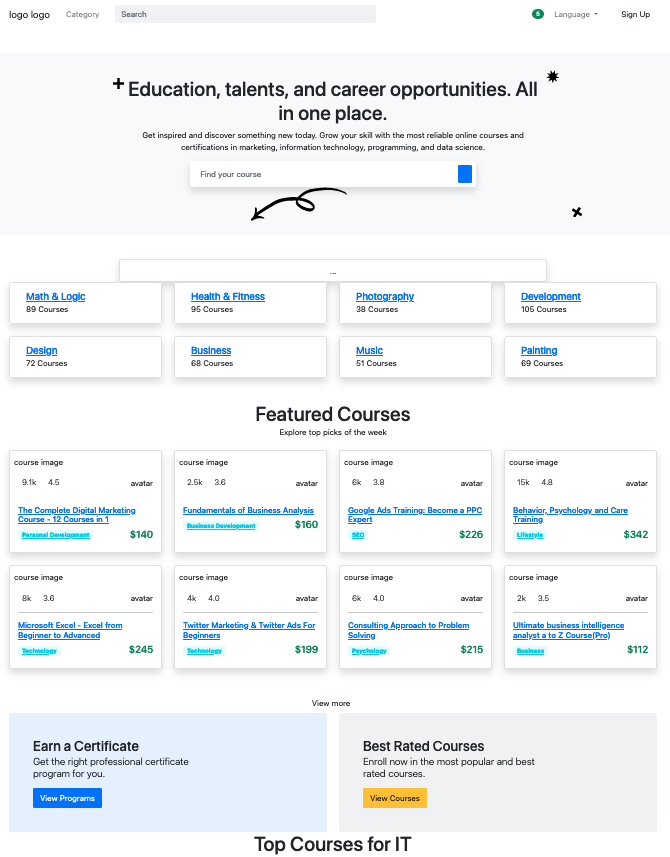 logo logo
Category
Search
5
Language
Sign Up
Education, talents, and career opportunities. All
in one place.
Get inspired and discover something new today. Grow your skill with the most reliable online courses and
certifications in marketing, information technology, programming, and data science.
Find your course
...
Math & Logic
89 Courses
Health & Fitness
95 Courses
Photography
38 Courses
Development
105 Courses
Design
72 Courses
Business
68 Courses
Music
51 Courses
Painting
69 Courses
Featured Courses
Explore top picks of the week
course image
9.1k 4.5 avatar
The Complete Digital Marketing
Course - 12 Courses in 1
Personal Development $140
course image
2.5k 3.6 avatar
Fundamentals of Business Analysis
Business Development $160
course image
6k 3.8 avatar
Google Ads Training: Become a PPC
Expert
SEO $226
course image
15k 4.8 avatar
Behavior, Psychology and Care
Training
Lifestyle $342
course image
8k 3.6 avatar
Microsoft Excel - Excel from
Beginner to Advanced
Technology $245
course image
4k 4.0 avatar
Twitter Marketing & Twitter Ads For
Beginners
Technology $199
course image
6k 4.0 avatar
Consulting Approach to Problem
Solving
Psychology $215
course image
2k 3.5 avatar
Ultimate business intelligence
analyst a to Z Course(Pro)
Business $112
View more
Earn a Certificate
Get the right professional certificate
program for you.
View Programs
Best Rated Courses
Enroll now in the most popular and best
rated courses.
View Courses
Top Courses for IT